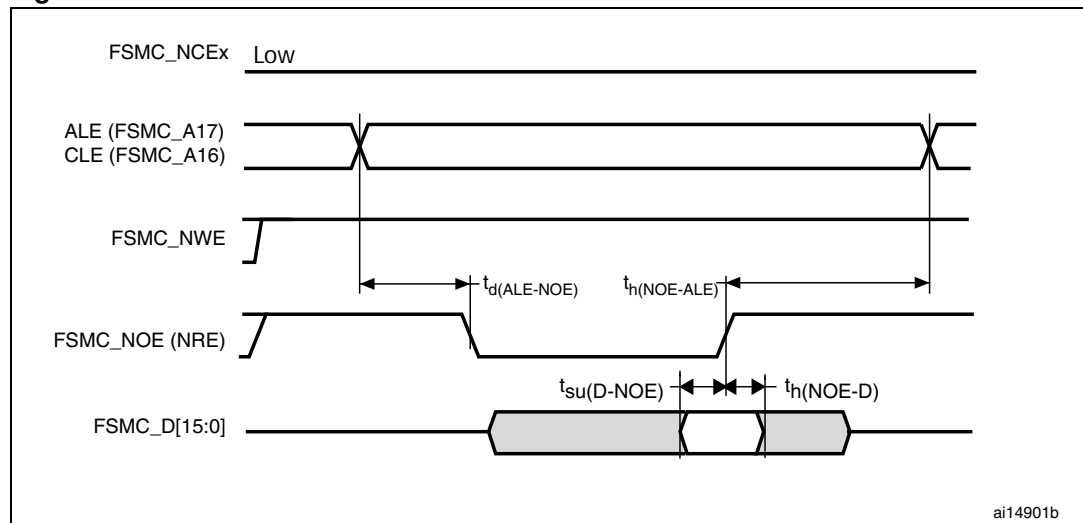 FSMC_NCEx Low
ALE (FSMC_A17)
CLE (FSMC_A16)
FSMC_NWE
td(ALE-NOE) th(NOE-ALE)
FSMC_NOE (NRE)
tsu(D-NOE) th(NOE-D)
FSMC_D[15:0]
ai14901b